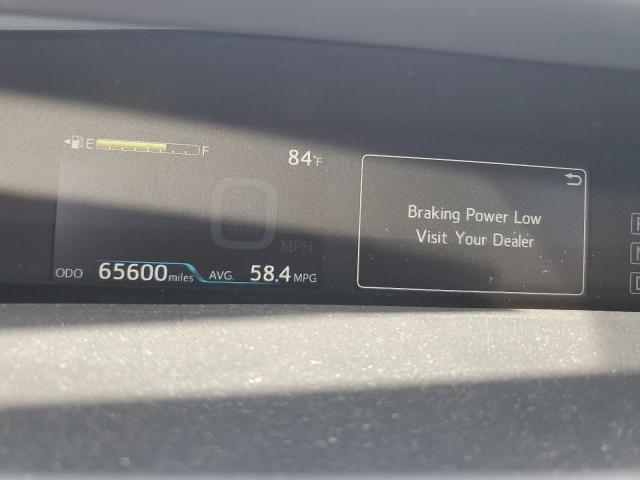 E F
84°F
0
MPH
ODO 65600 miles AVG. 58.4 MPG
Braking Power Low
Visit Your Dealer